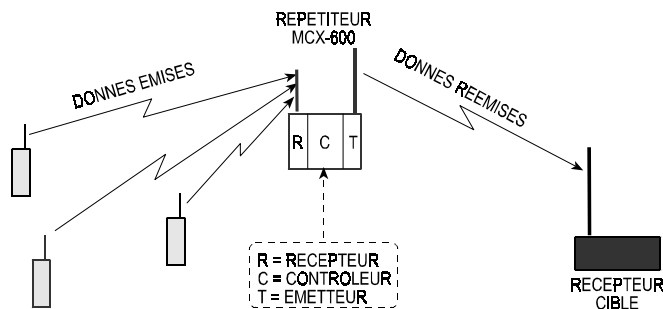 REPETITEUR
MCX-600
DONNES EMISES
DONNES REEMISES
R C T
R = RECEPTEUR
C = CONTROLEUR
T = EMETTEUR
RECEPTEUR
CIBLE